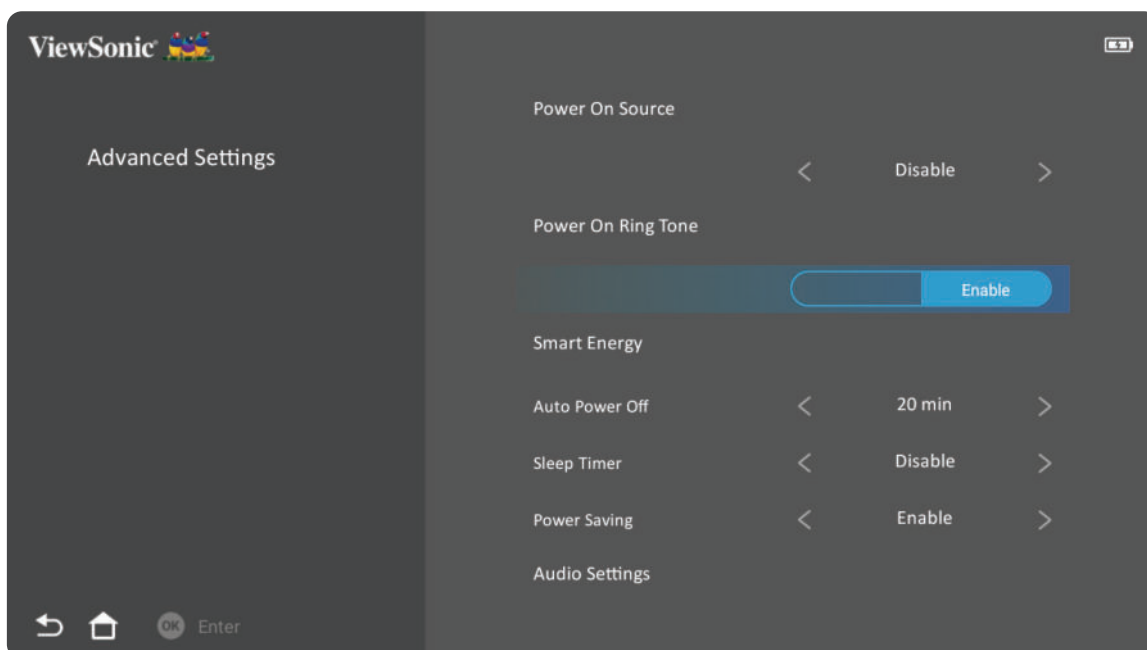 ViewSonic®
Advanced Settings
Power On Source
Disable
Power On Ring Tone
Enable
Smart Energy
Auto Power Off 20 min
Sleep Timer Disable
Power Saving Enable
Audio Settings
OK Enter